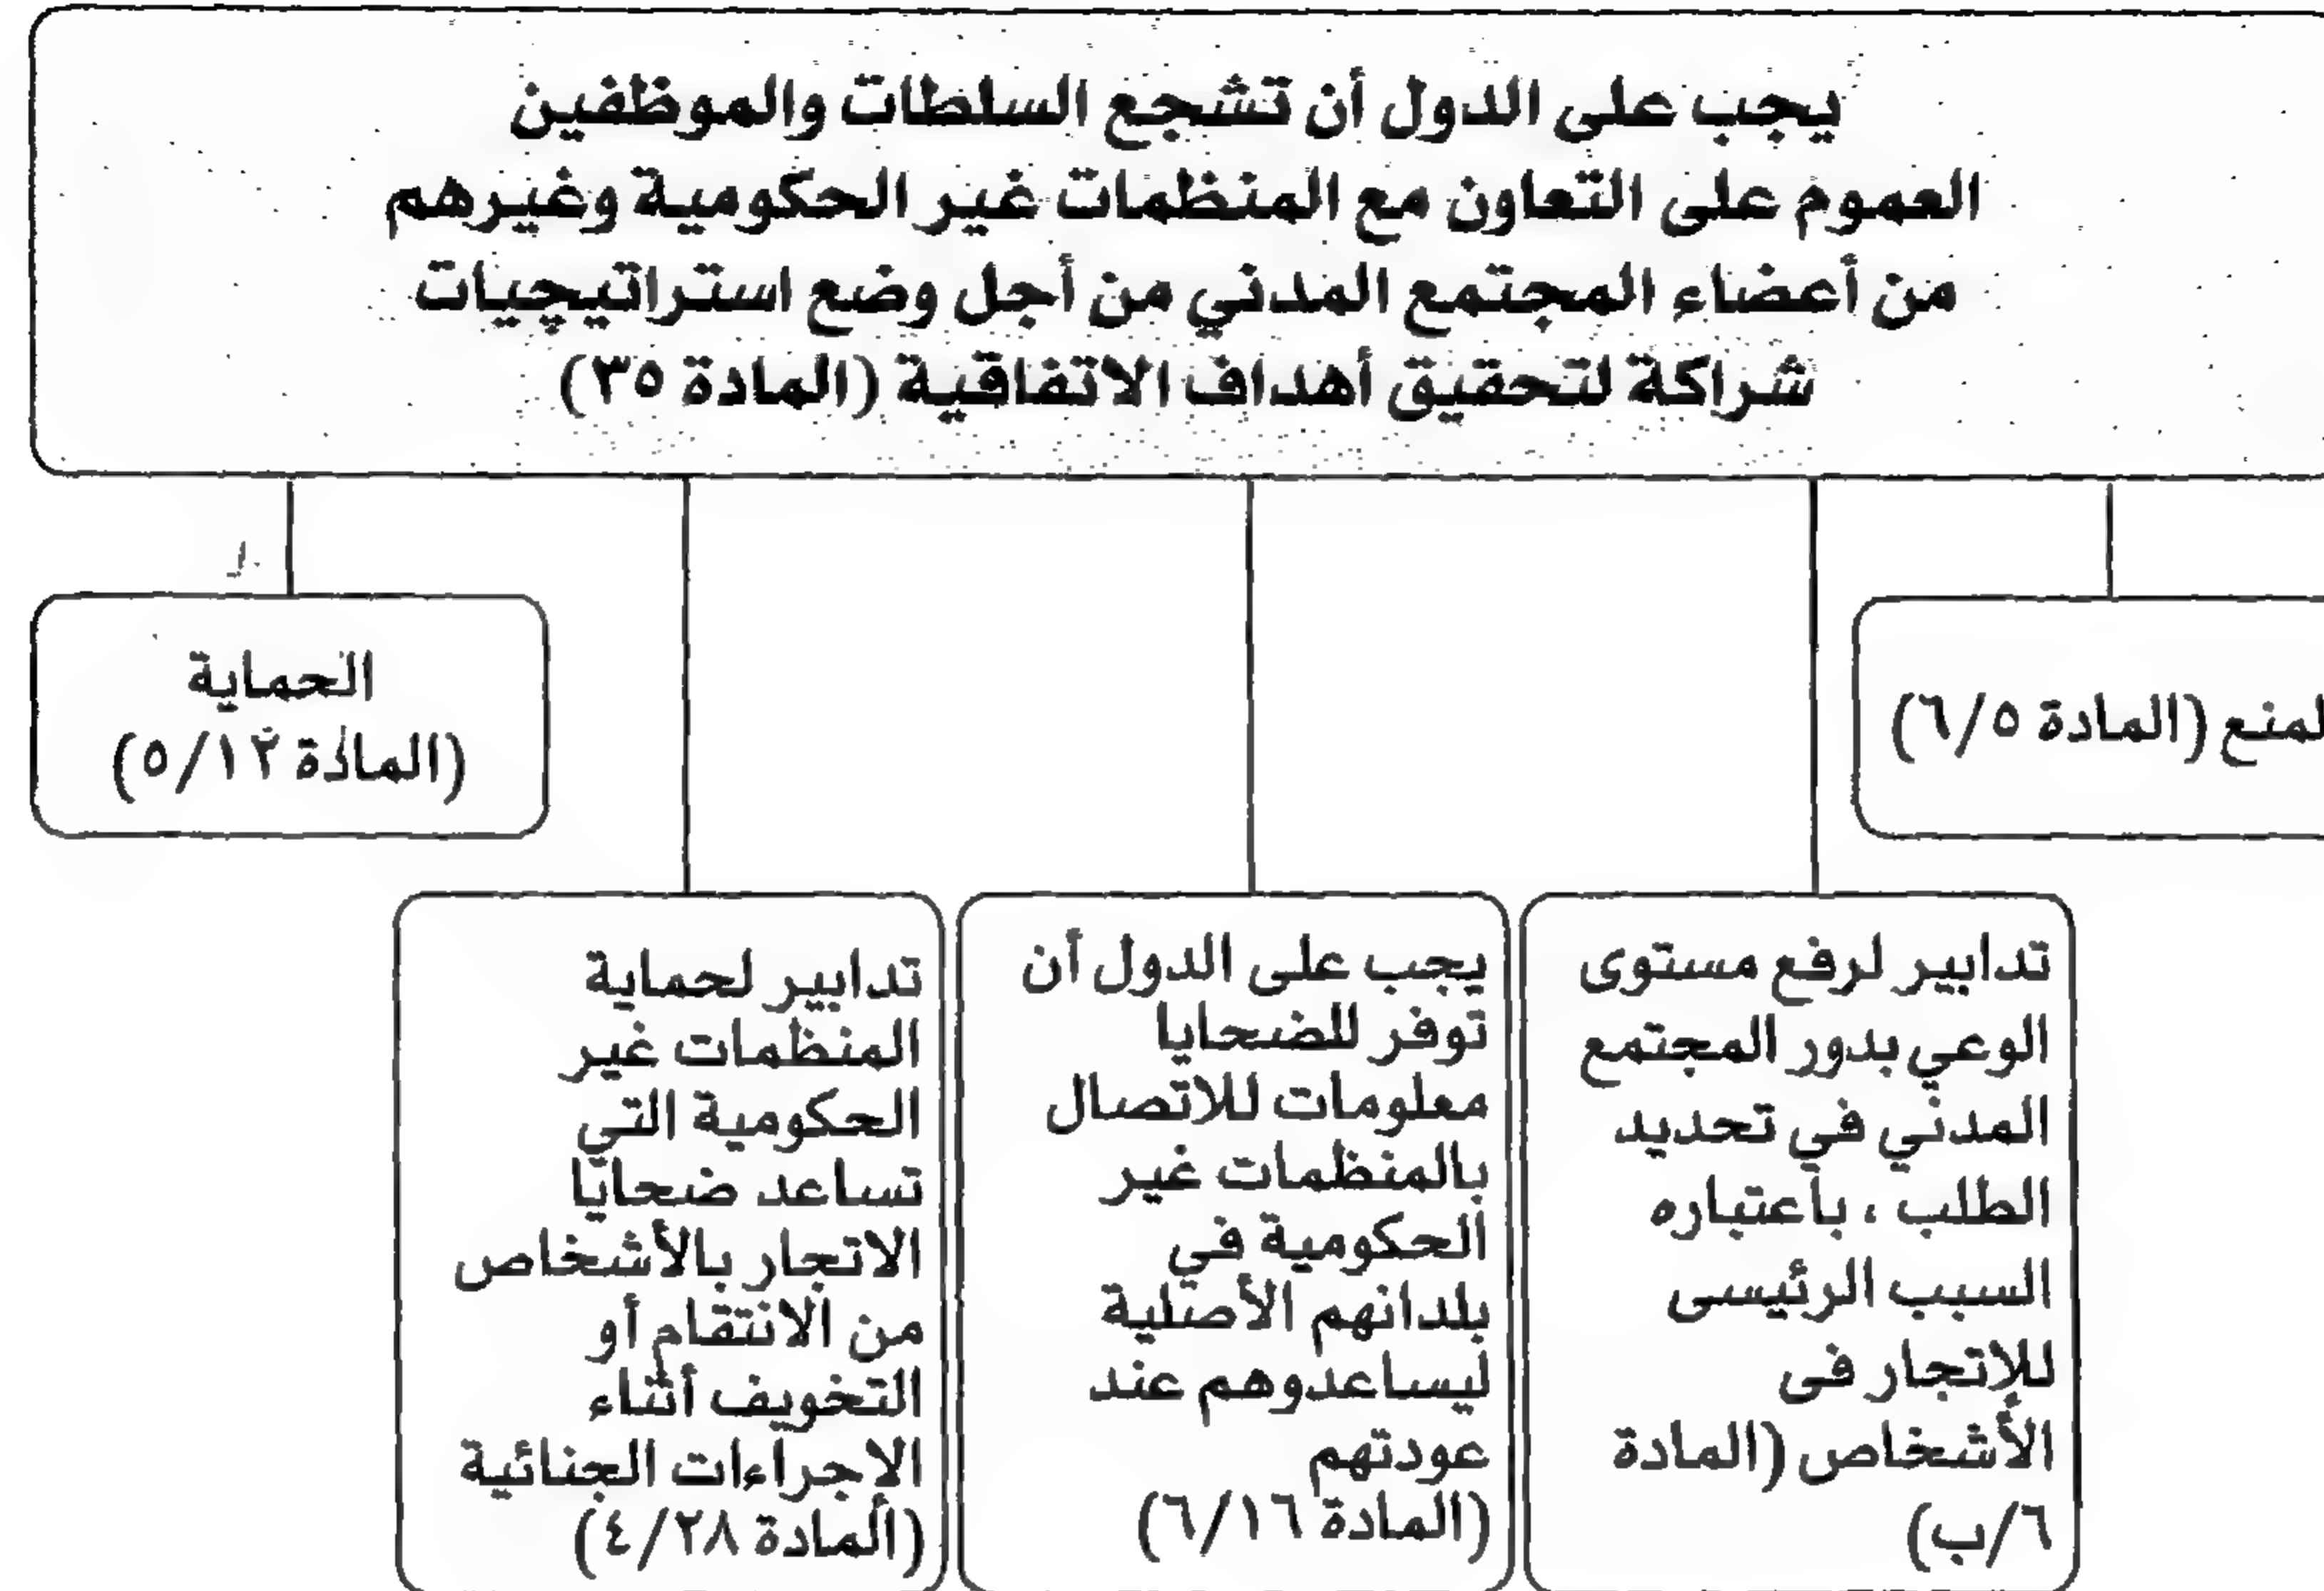 يجب على الدول أن تشجع السلطات والموظفين
العموم على التعاون مع المنظمات غير الحكومية وغيرهم
من أعضاء المجتمع المدني من أجل وضع استراتيچيات
شراكة لتحقيق أهداف الاتفاقية (المادة ٣٥)
لمنع (المادة ٦/٥)
الحماية
(المادة ٥/١٢)
تدابير لرفع مستوى
الوعي بدور المجتمع
المدني في تحديد
الطلب ، باعتباره
السبب الرئيسى
للإتجار فى
الأشخاص (المادة
٦/ب)
يجب على الدول أن
توفر للضحايا
معلومات للاتصال
بالمنظمات غير
الحكومية في
بلدانهم الأصلية
ليساعدوهم عند
عودتهم
(المادة ٦/١٦)
تدابير لحماية
المنظمات غير
الحكومية التي
تساعد ضحايا
الاتجار بالأشخاص
من الانتقام أو
التخويف أثناء
الاجراءات الجنائية
(المادة ٤/٢٨)